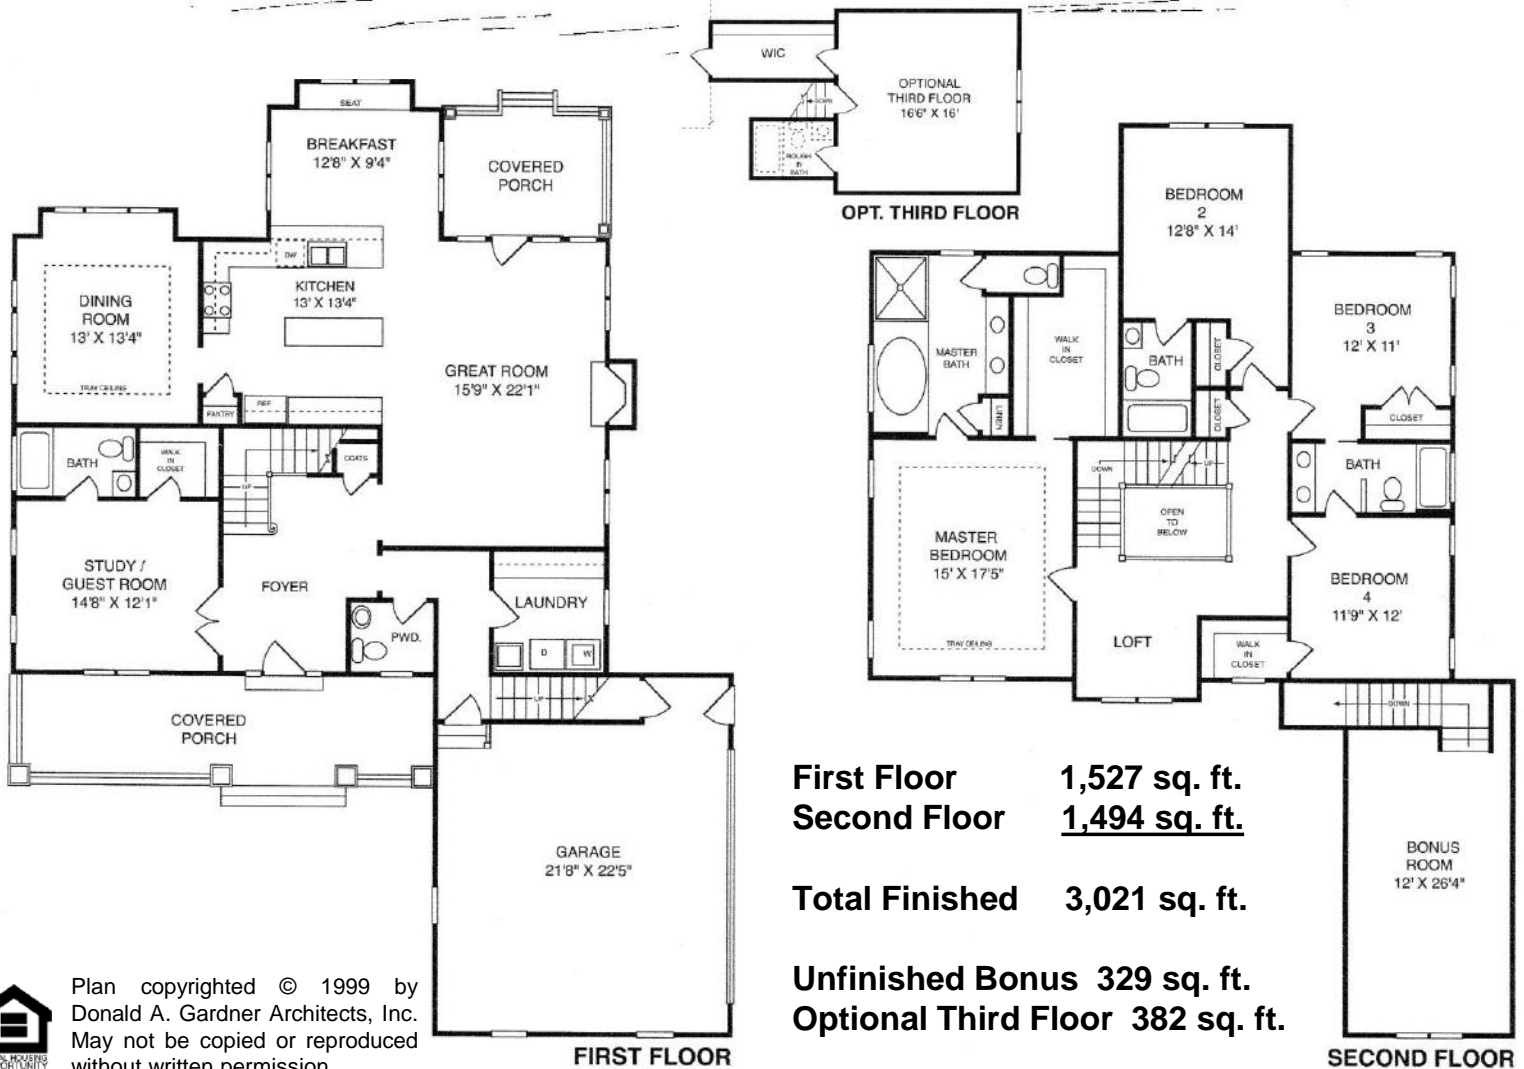 SEAT
BREAKFAST
12'8" X 9'4"
COVERED
PORCH
DINING
ROOM
13' X 13'4"
TRAY CEILING
DW
KITCHEN
13' X 13'4"
GREAT ROOM
15'9" X 22'1"
PANTRY
REF
BATH
WALK
IN
CLOSET
UP
COATS
STUDY /
GUEST ROOM
14'8" X 12'1"
FOYER
LAUNDRY
PWD.
D
W
UP
COVERED
PORCH
GARAGE
21'8" X 22'5"
FIRST FLOOR
WIC
OPTIONAL
THIRD FLOOR
16'6" X 16'
DOWN
ROUGH
IN
BATH
OPT. THIRD FLOOR
BEDROOM
2
12'8" X 14'
BEDROOM
3
12' X 11'
CLOSET
MASTER
BATH
WALK
IN
CLOSET
LINEN
BATH
CLOSET
CLOSET
BATH
DOWN
UP
OPEN
TO
BELOW
MASTER
BEDROOM
15' X 17'5"
TRAY CEILING
LOFT
BEDROOM
4
11'9" X 12'
WALK
IN
CLOSET
DOWN
BONUS
ROOM
12' X 26'4"
SECOND FLOOR
First Floor 1,527 sq. ft.
Second Floor 1,494 sq. ft.
Total Finished 3,021 sq. ft.
Unfinished Bonus 329 sq. ft.
Optional Third Floor 382 sq. ft.
Plan copyrighted © 1999 by
Donald A. Gardner Architects, Inc.
May not be copied or reproduced
without written permission
HOUSING